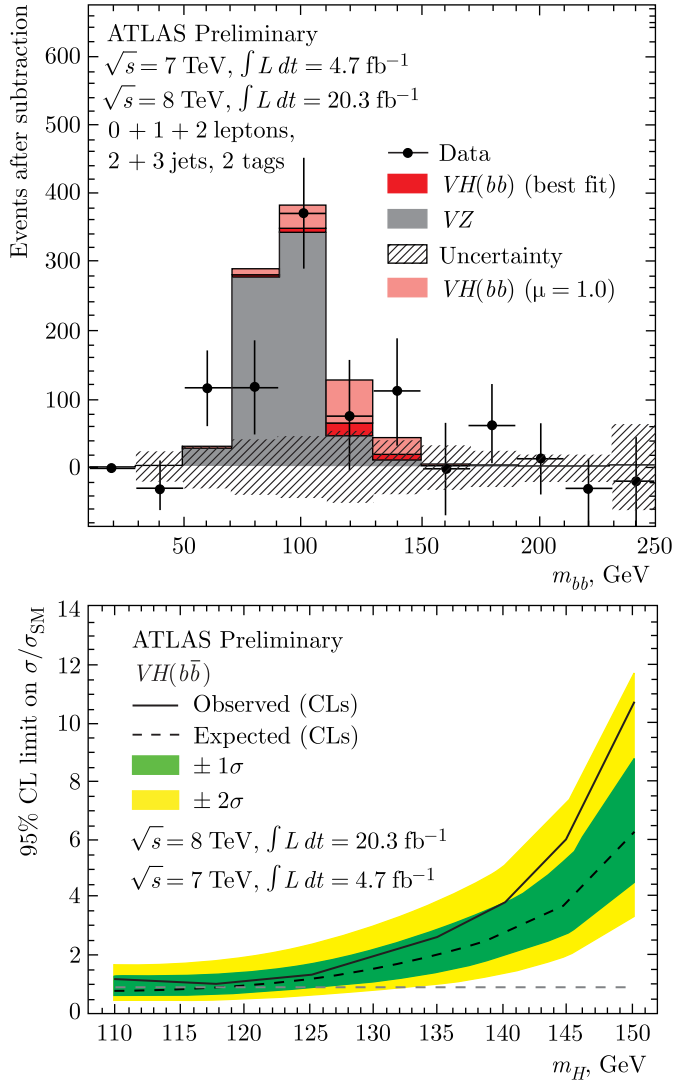 Events after subtraction
600
500
400
300
200
100
0
ATLAS Preliminary
√s = 7 TeV, ∫ L dt = 4.7 fb⁻¹
√s = 8 TeV, ∫ L dt = 20.3 fb⁻¹
0 + 1 + 2 leptons,
2 + 3 jets, 2 tags
Data
VH(bb) (best fit)
VZ
Uncertainty
VH(bb) (μ = 1.0)
50 100 150 200 250
m_bb, GeV
95% CL limit on σ/σ_SM
14
12
10
8
6
4
2
0
ATLAS Preliminary
VH(bb̄)
Observed (CLs)
Expected (CLs)
± 1σ
± 2σ
√s = 8 TeV, ∫ L dt = 20.3 fb⁻¹
√s = 7 TeV, ∫ L dt = 4.7 fb⁻¹
110 115 120 125 130 135 140 145 150
m_H, GeV